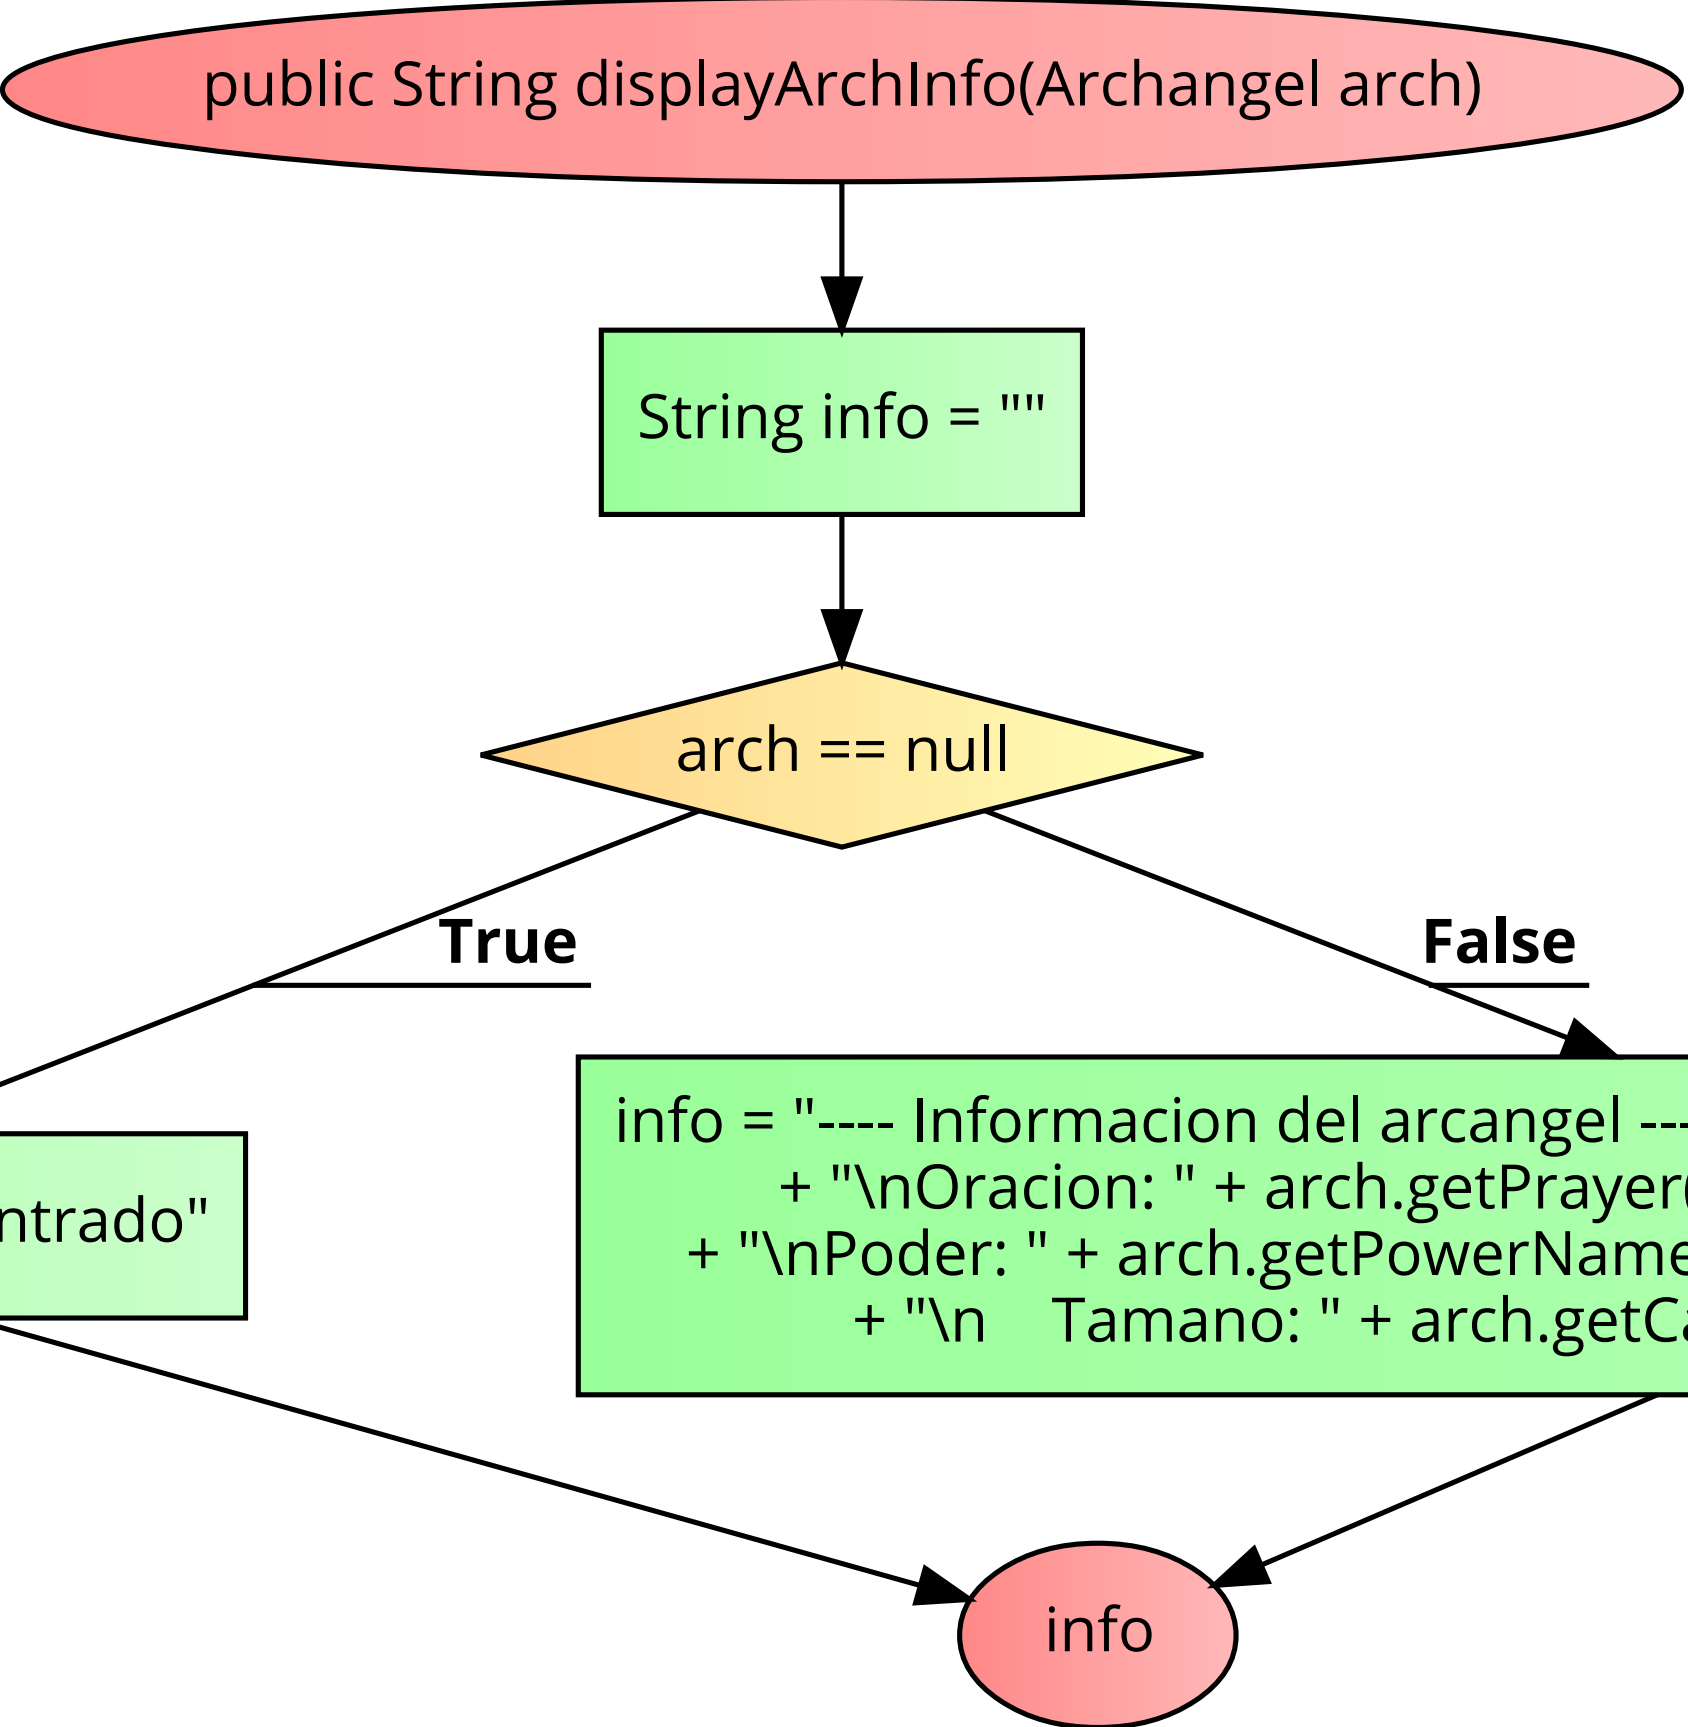 public String displayArchInfo(Archangel arch)
String info = ""
arch == null
True
False
info = "---- Informacion del arcangel ---
+ "\nOracion: " + arch.getPrayer(
+ "\nPoder: " + arch.getPowerName
+ "\n    Tamano: " + arch.getCa
ntrado"
info